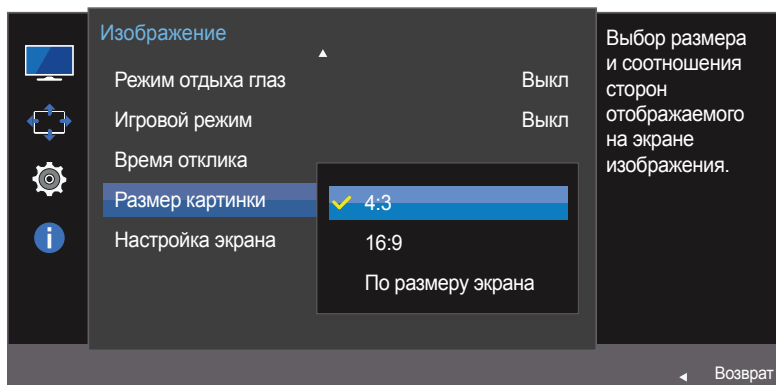 Изображение
Режим отдыха глаз Выкл
Игровой режим Выкл
Время отклика
Размер картинки
Настройка экрана
4:3
16:9
По размеру экрана
Выбор размера
и соотношения
сторон
отображаемого
на экране
изображения.
Возврат